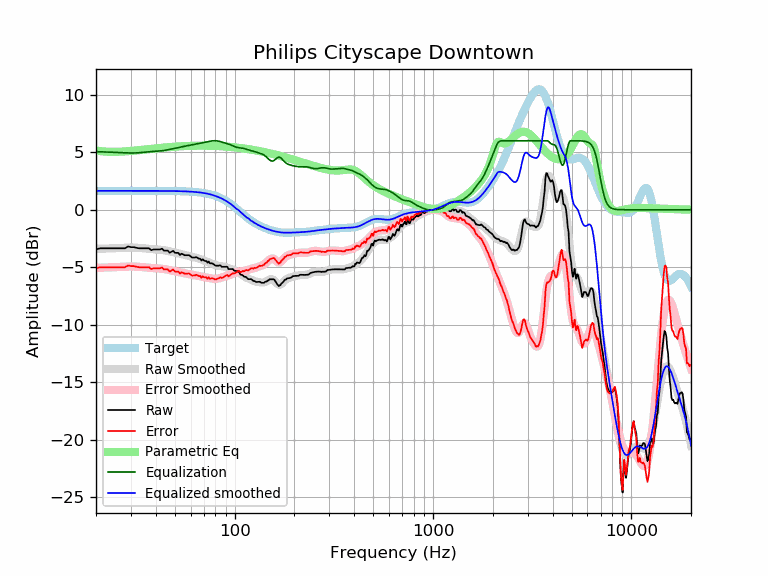 Philips Cityscape Downtown
Amplitude (dBr)
10
5
0
−5
−10
−15
−20
−25
Target
Raw Smoothed
Error Smoothed
Raw
Error
Parametric Eq
Equalization
Equalized smoothed
100
1000
10000
Frequency (Hz)